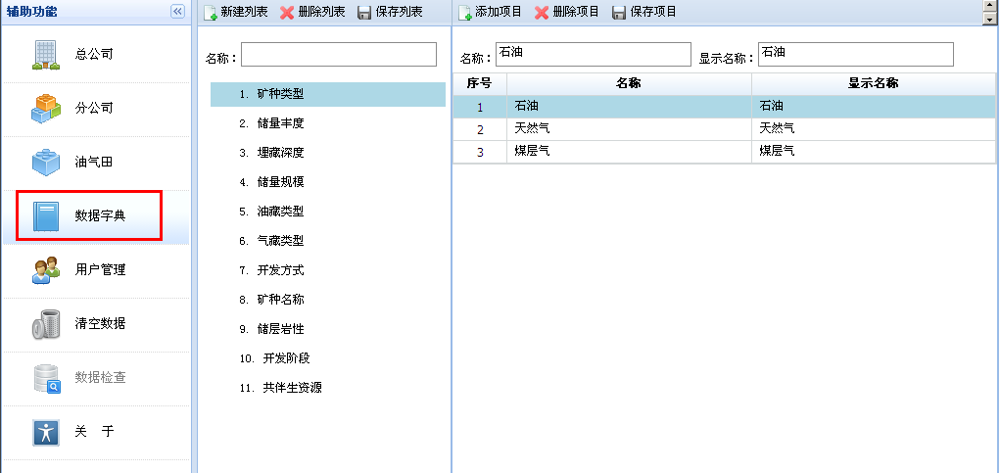 辅助功能
总公司
分公司
油气田
数据字典
用户管理
清空数据
数据检查
关 于
新建列表 删除列表 保存列表
名称：
1. 矿种类型
2. 储量丰度
3. 埋藏深度
4. 储量规模
5. 油藏类型
6. 气藏类型
7. 开发方式
8. 矿种名称
9. 储层岩性
10. 开发阶段
11. 共伴生资源
添加项目 删除项目 保存项目
名称： 石油 显示名称： 石油
序号 名称 显示名称
1 石油 石油
2 天然气 天然气
3 煤层气 煤层气